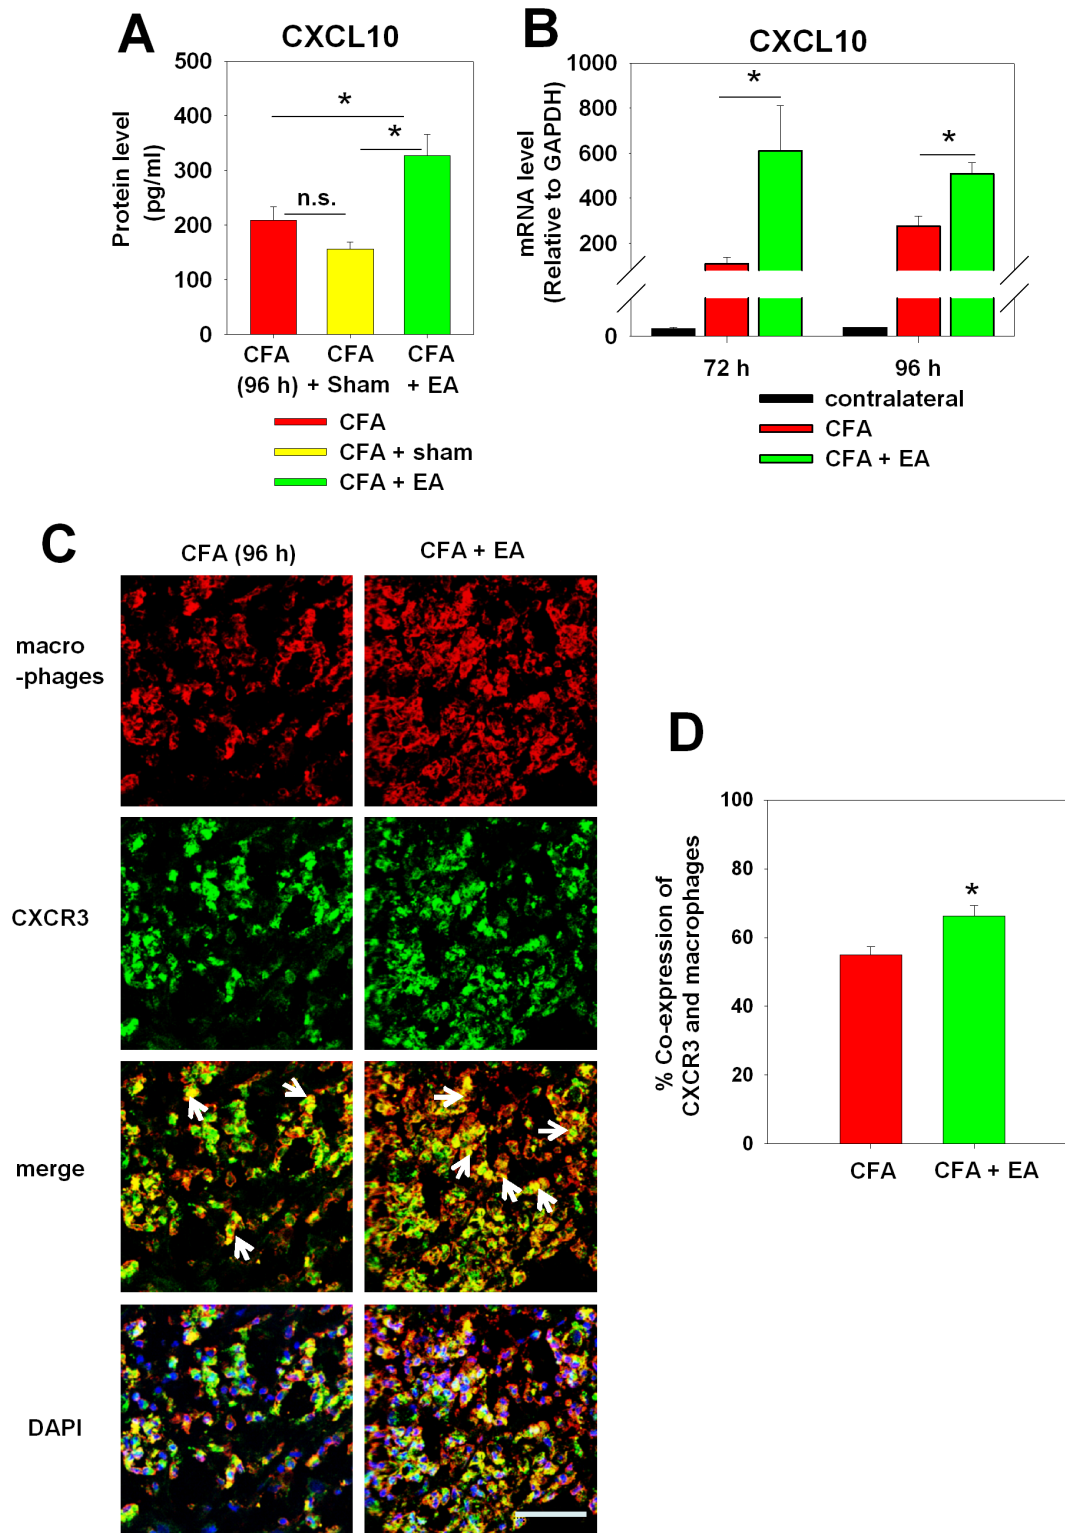 A
CXCL10
500
400
300
200
100
0
Protein level
(pg/ml)
*
*
n.s.
CFA
(96 h)
CFA
+ Sham
CFA
+ EA
CFA
CFA + sham
CFA + EA
B
CXCL10
1000
800
600
400
200
0
mRNA level
(Relative to GAPDH)
*
*
72 h
96 h
contralateral
CFA
CFA + EA
C
CFA (96 h)
CFA + EA
macro
-phages
CXCR3
merge
DAPI
D
100
80
60
40
20
0
% Co-expression of
CXCR3 and macrophages
*
CFA
CFA + EA